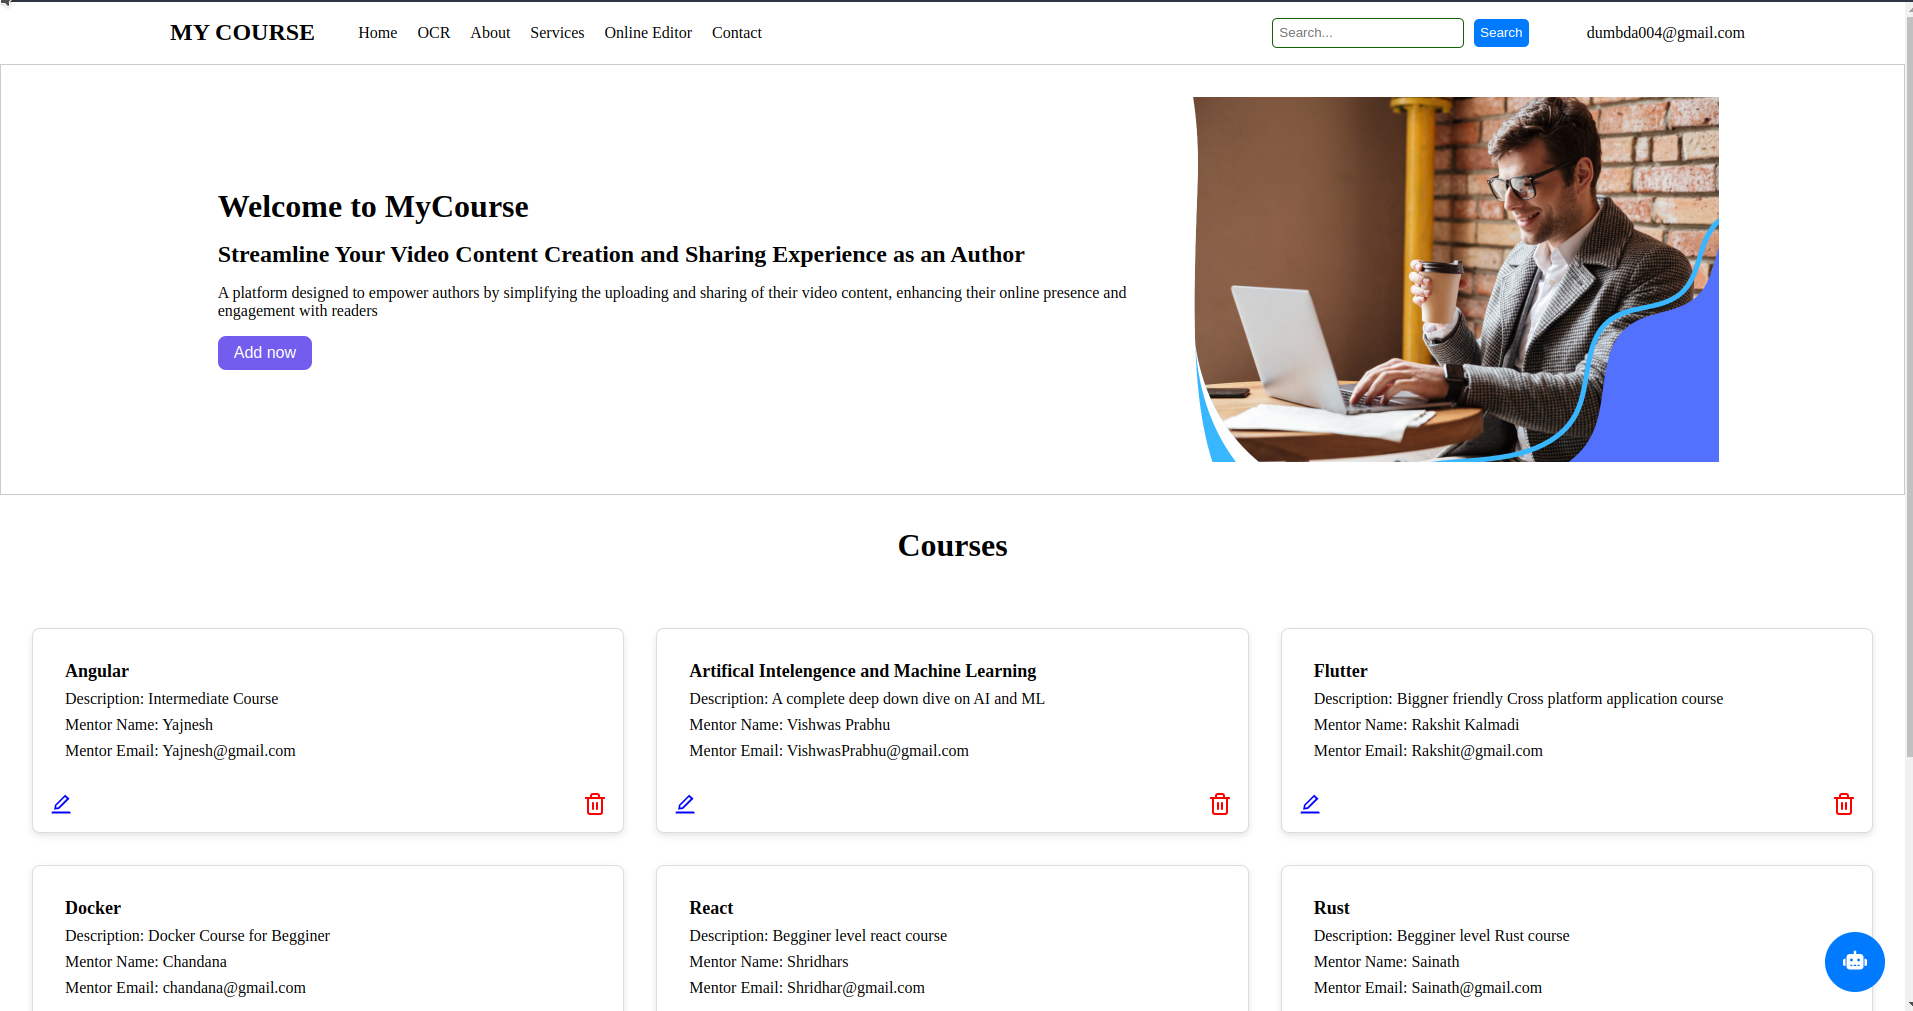 MY COURSE Home OCR About Services Online Editor Contact Search... Search dumbda004@gmail.com
Welcome to MyCourse
Streamline Your Video Content Creation and Sharing Experience as an Author
A platform designed to empower authors by simplifying the uploading and sharing of their video content, enhancing their online presence and
engagement with readers
Add now
Courses
Angular
Description: Intermediate Course
Mentor Name: Yajnesh
Mentor Email: Yajnesh@gmail.com
Artifical Intelengence and Machine Learning
Description: A complete deep down dive on AI and ML
Mentor Name: Vishwas Prabhu
Mentor Email: VishwasPrabhu@gmail.com
Flutter
Description: Biggner friendly Cross platform application course
Mentor Name: Rakshit Kalmadi
Mentor Email: Rakshit@gmail.com
Docker
Description: Docker Course for Begginer
Mentor Name: Chandana
Mentor Email: chandana@gmail.com
React
Description: Begginer level react course
Mentor Name: Shridhars
Mentor Email: Shridhar@gmail.com
Rust
Description: Begginer level Rust course
Mentor Name: Sainath
Mentor Email: Sainath@gmail.com